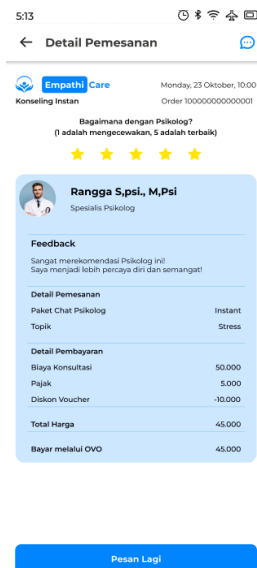 5:13
Detail Pemesanan
Empathi Care
Monday, 23 Oktober, 10:00
Konseling Instan
Order 100000000000001
Bagaimana dengan Psikolog?
(1 adalah mengecewakan, 5 adalah terbaik)
Rangga S,psi., M,Psi
Spesialis Psikolog
Feedback
Sangat merekomendasi Psikolog ini!
Saya menjadi lebih percaya diri dan semangat!
Detail Pemesanan
Paket Chat Psikolog Instant
Topik Stress
Detail Pembayaran
Biaya Konsultasi 50.000
Pajak 5.000
Diskon Voucher -10.000
Total Harga 45.000
Bayar melalui OVO 45.000
Pesan Lagi